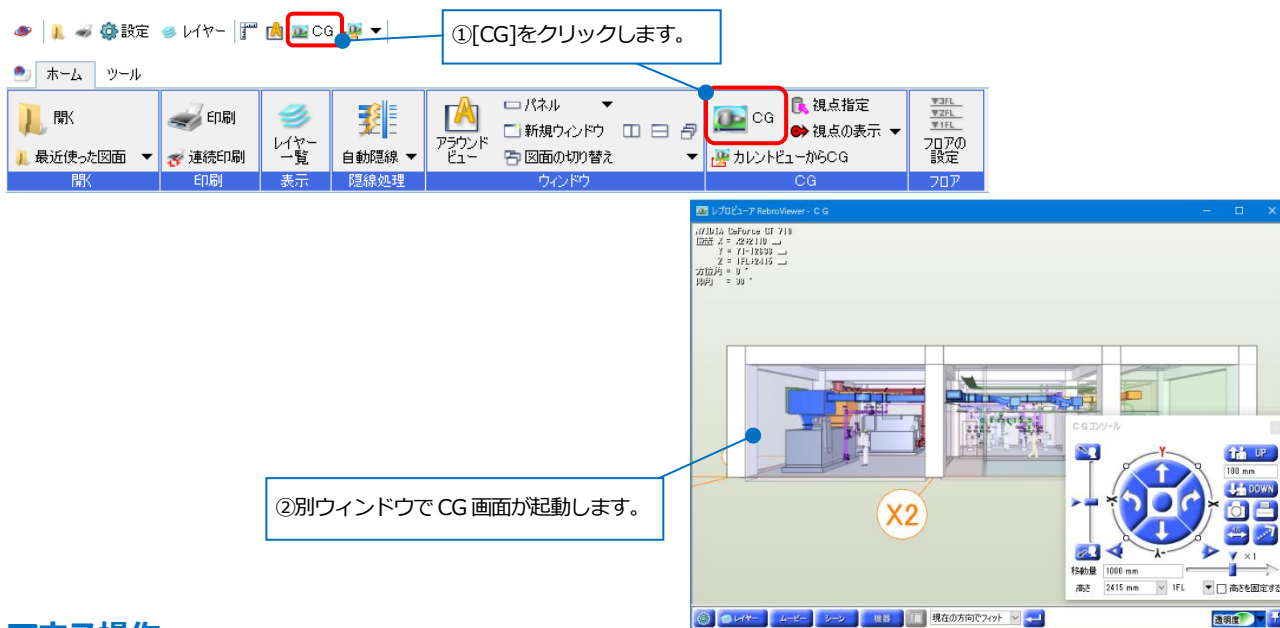 設定 レイヤー CG
①[CG]をクリックします。
ホーム ツール
開く
最近使った図面
開く
印刷
連続印刷
印刷
レイヤー
一覧
表示
自動隠線
隠線処理
アラウンド
ビュー
パネル
新規ウィンドウ
図面の切り替え
ウィンドウ
CG
視点指定
視点の表示
カレントビューからCG
CG
▼3FL
▼2FL
▼1FL
フロアの
設定
フロア
レブロビューア RebroViewer - C G
NVIDIA GeForce GT 710
方位角 = 0 °
= 90 °
②別ウィンドウで CG 画面が起動します。
X2
C G コンソール
Y
UP
100 mm
DOWN
×1
移動量 1000 mm
高さ 2415 mm 1FL 高さを固定する
レイヤー ムービー シーン 機器 現在の方向でフィット 透明度